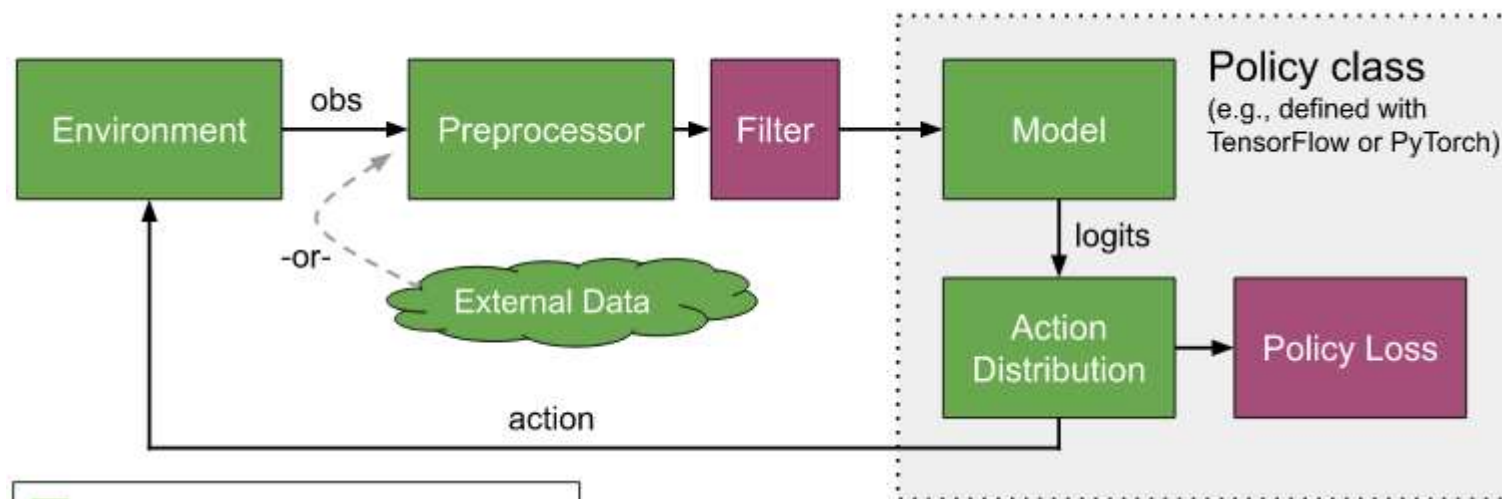 Policy class
(e.g., defined with
TensorFlow or PyTorch)
Environment
obs
Preprocessor
Filter
Model
-or-
External Data
logits
Action
Distribution
Policy Loss
action